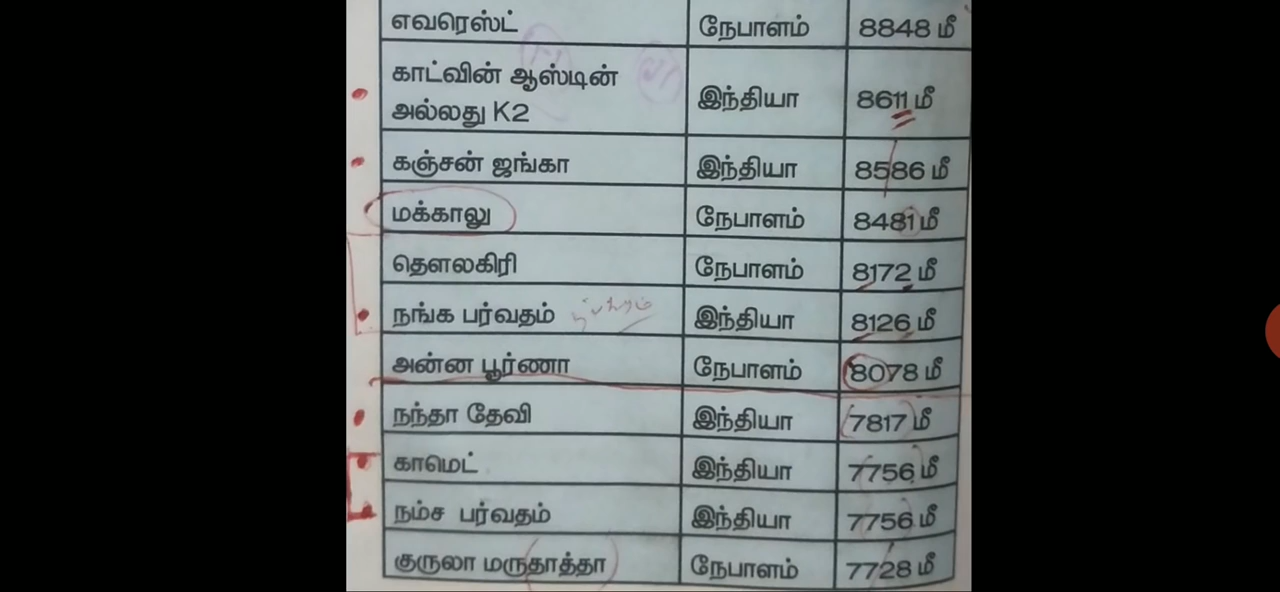 எவரெஸ்ட் நேபாளம் 8848 மீ
காட்வின் ஆஸ்டின்
அல்லது K2 இந்தியா 8611 மீ
கஞ்சன் ஜங்கா இந்தியா 8586 மீ
மக்காலு நேபாளம் 8481 மீ
தௌலகிரி நேபாளம் 8172 மீ
நங்க பர்வதம் இந்தியா 8126 மீ
அன்ன பூர்ணா நேபாளம் 8078 மீ
நந்தா தேவி இந்தியா 7817 மீ
காமெட் இந்தியா 7756 மீ
நம்ச பர்வதம் இந்தியா 7756 மீ
குருலா மருதாத்தா நேபாளம் 7728 மீ